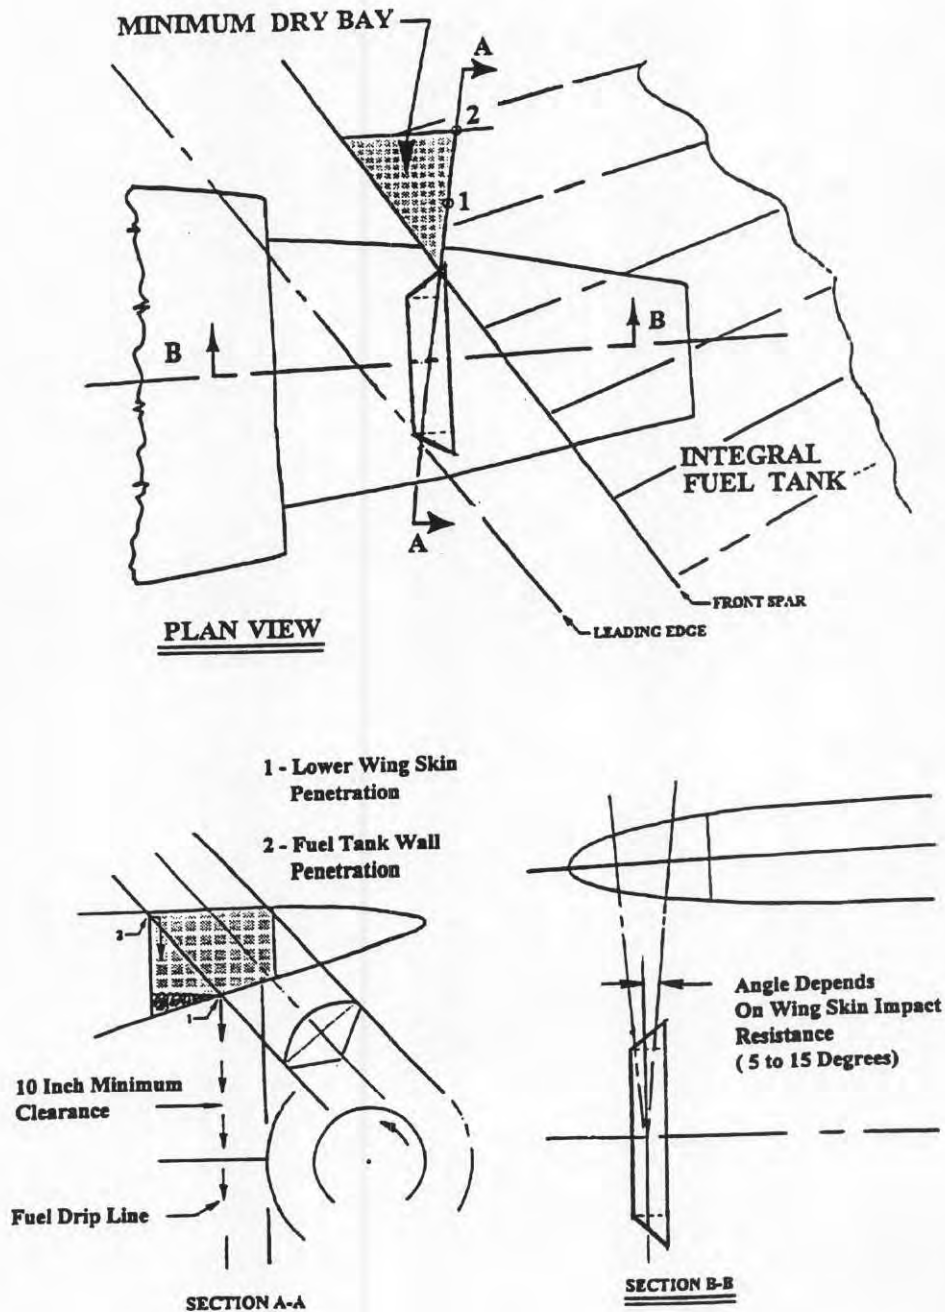 MINIMUM DRY BAY
A
2
1
B
B
INTEGRAL
FUEL TANK
A
FRONT SPAR
LEADING EDGE
PLAN VIEW
1 - Lower Wing Skin
Penetration
2 - Fuel Tank Wall
Penetration
2
1
10 Inch Minimum
Clearance
Fuel Drip Line
SECTION A-A
Angle Depends
On Wing Skin Impact
Resistance
( 5 to 15 Degrees)
SECTION B-B